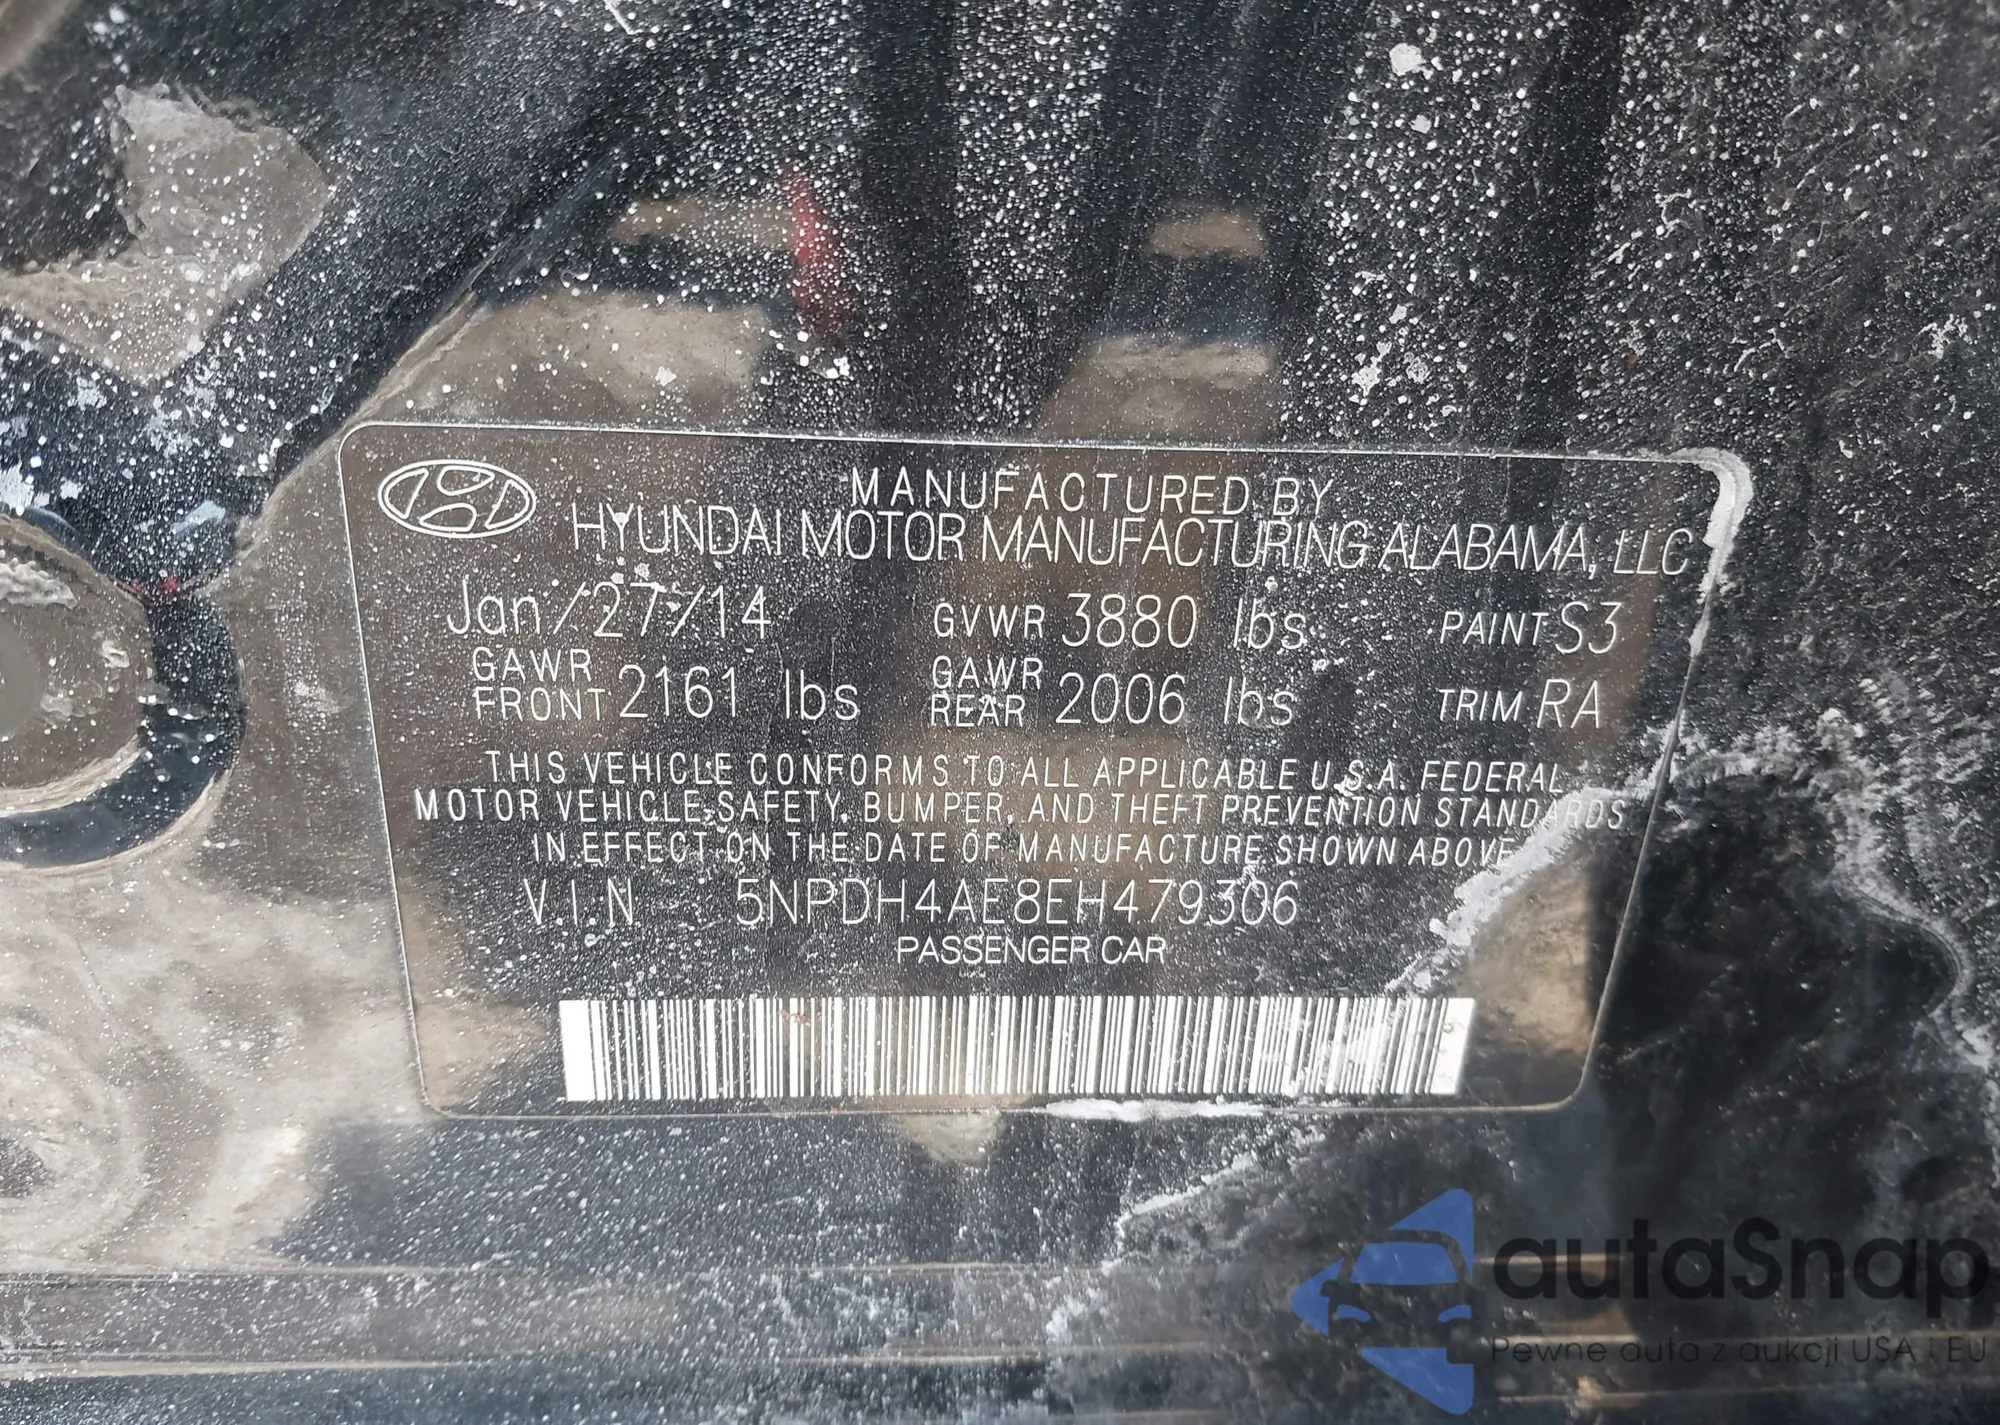 MANUFACTURED BY
HYUNDAI MOTOR MANUFACTURING ALABAMA, LLC
Jan/27/14 GVWR 3880 lbs PAINT S3
GAWR FRONT 2161 lbs GAWR REAR 2006 lbs TRIM RA
THIS VEHICLE CONFORMS TO ALL APPLICABLE U.S.A. FEDERAL
MOTOR VEHICLE SAFETY, BUMPER, AND THEFT PREVENTION STANDARDS
IN EFFECT ON THE DATE OF MANUFACTURE SHOWN ABOVE
V.I.N 5NPDH4AE8EH479306
PASSENGER CAR
autaSnap
Pewne auta z aukcji USA i EU